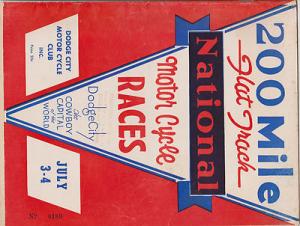 200 Mile
Flat Track
National
Motor Cycle
RACES
DODGE CITY
MOTOR CYCLE
CLUB
INC.
Dodge City
The
COWBOY
CAPITAL
of the
WORLD
JULY
3-4